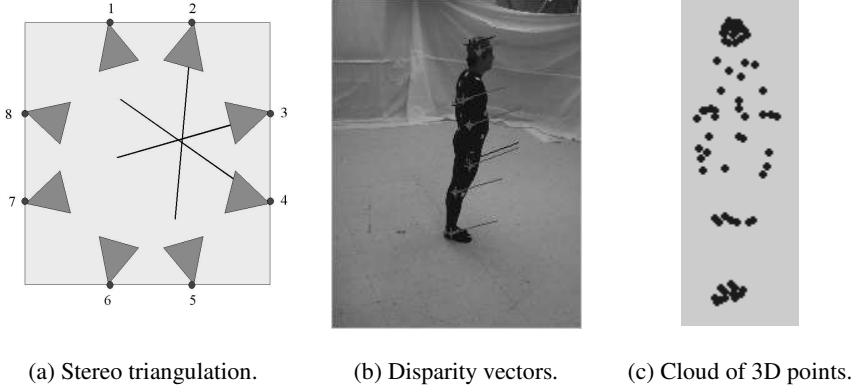 1 2
8 3
7 4
6 5
(a) Stereo triangulation. (b) Disparity vectors. (c) Cloud of 3D points.